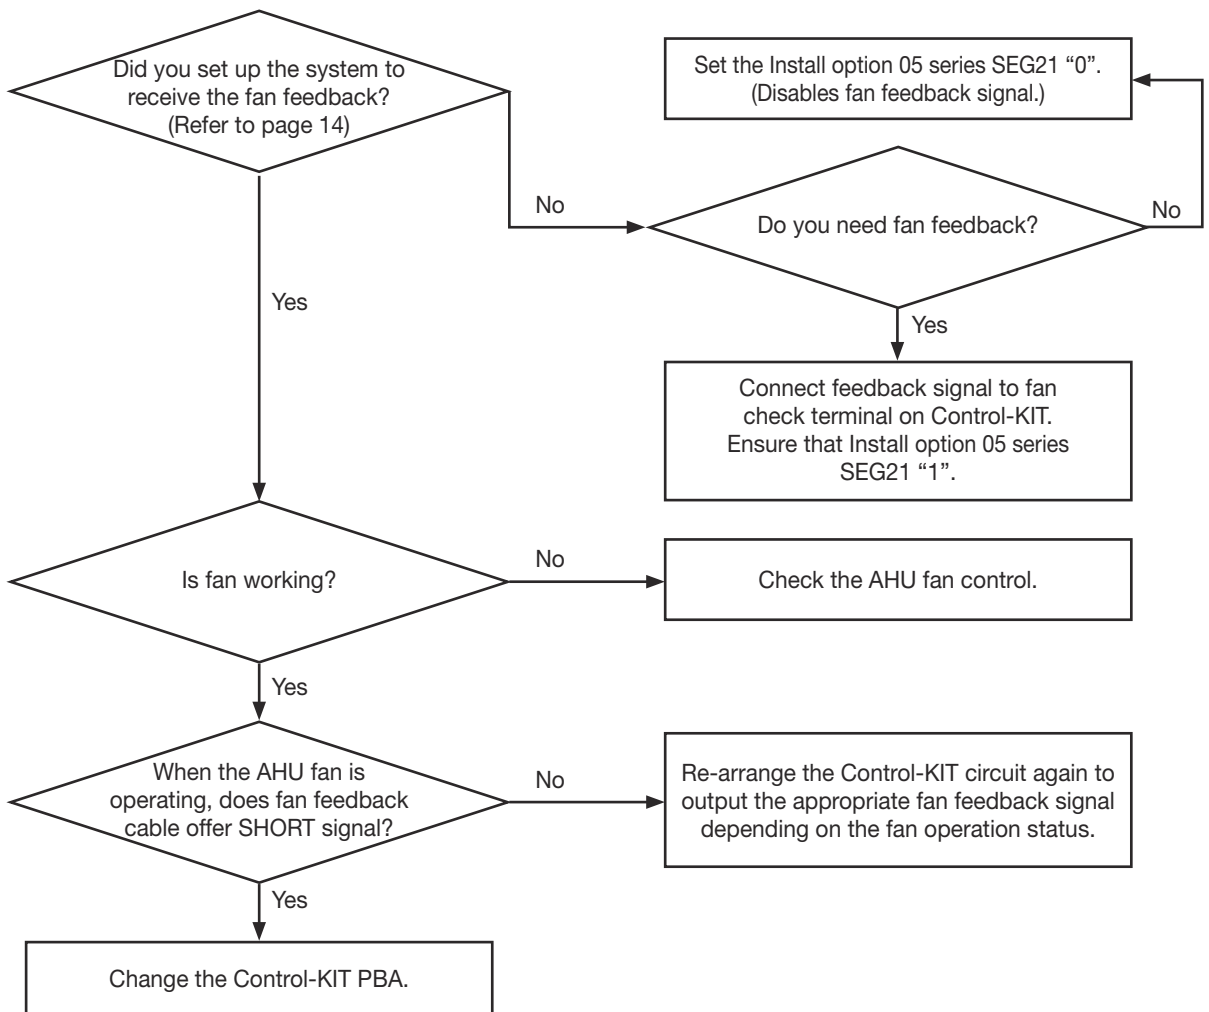 Did you set up the system to
receive the fan feedback?
(Refer to page 14)
Set the Install option 05 series SEG21 “0”.
(Disables fan feedback signal.)
No
Do you need fan feedback?
No
Yes
Yes
Connect feedback signal to fan
check terminal on Control-KIT.
Ensure that Install option 05 series
SEG21 “1”.
Is fan working?
No
Check the AHU fan control.
Yes
When the AHU fan is
operating, does fan feedback
cable offer SHORT signal?
No
Re-arrange the Control-KIT circuit again to
output the appropriate fan feedback signal
depending on the fan operation status.
Yes
Change the Control-KIT PBA.